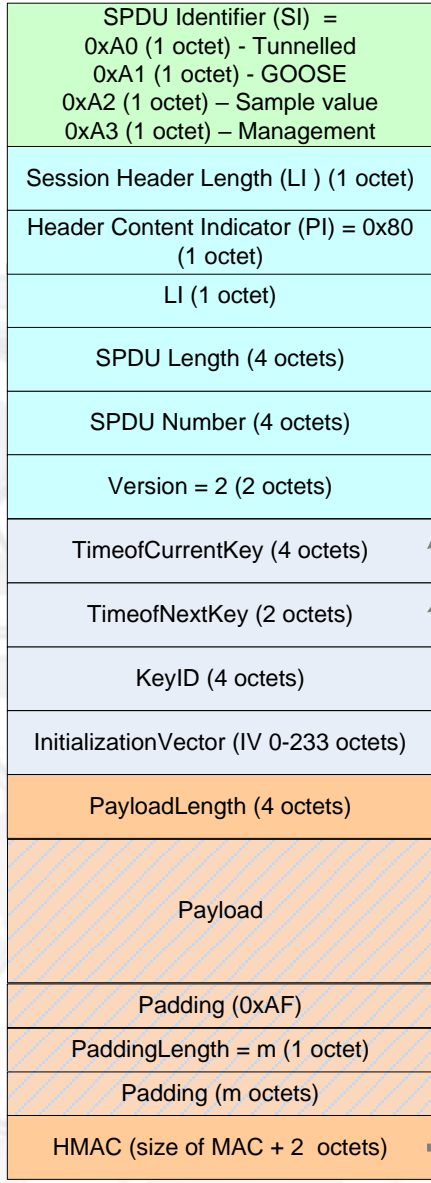 SPDU Identifier (SI) =
0xA0 (1 octet) - Tunnelled
0xA1 (1 octet) - GOOSE
0xA2 (1 octet) – Sample value
0xA3 (1 octet) – Management
Session Header Length (LI ) (1 octet)
Header Content Indicator (PI) = 0x80
(1 octet)
LI (1 octet)
SPDU Length (4 octets)
SPDU Number (4 octets)
Version = 2 (2 octets)
TimeofCurrentKey (4 octets)
TimeofNextKey (2 octets)
KeyID (4 octets)
InitializationVector (IV 0-233 octets)
PayloadLength (4 octets)
Payload
Padding (0xAF)
PaddingLength = m (1 octet)
Padding (m octets)
HMAC (size of MAC + 2 octets)